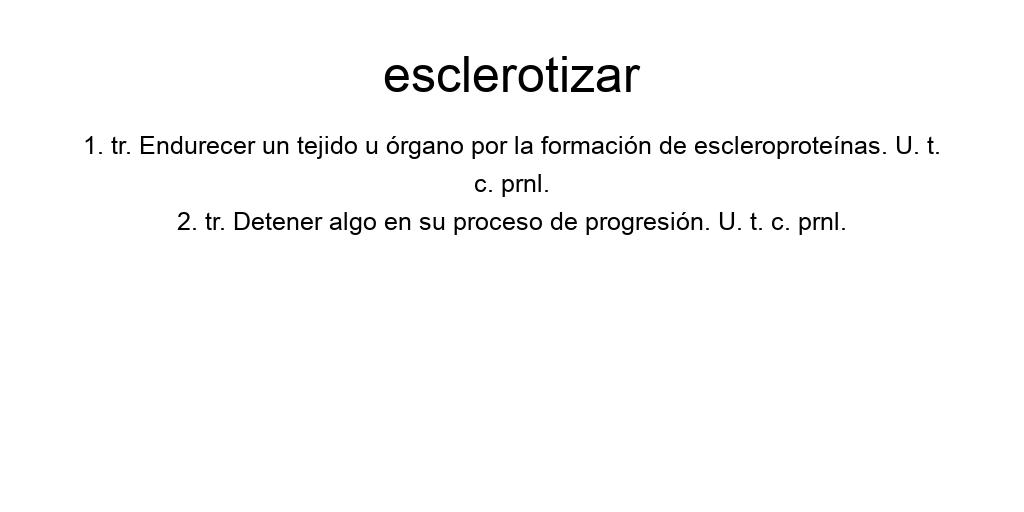 esclerotizar
1. tr. Endurecer un tejido u órgano por la formación de escleroproteínas. U. t.
c. prnl.
2. tr. Detener algo en su proceso de progresión. U. t. c. prnl.